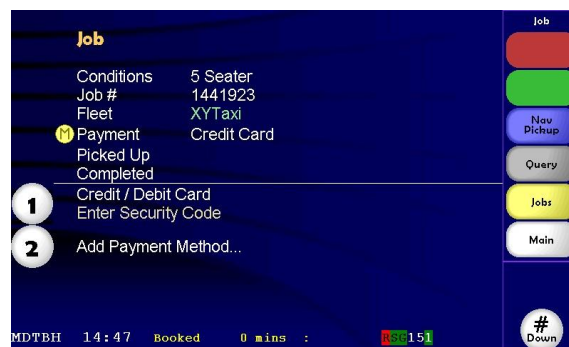 Job
Conditions 5 Seater
Job # 1441923
Fleet XYTaxi
M Payment Credit Card
Picked Up
Completed
1 Credit / Debit Card
Enter Security Code
2 Add Payment Method...
MDTBH 14:47 Booked 0 mins : RSG151
Job
Nav
Pickup
Query
Jobs
Main
#
Down